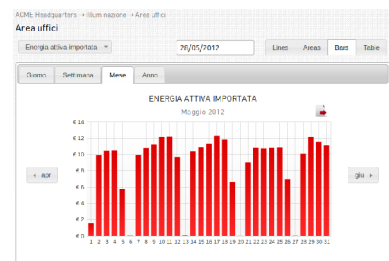 ACME Headquarters → Illuminazione → Area uffici
Area uffici
Energia attiva importata
26/05/2012
Lines Areas Bars Table
Giorno Settimana Mese Anno
ENERGIA ATTIVA IMPORTATA
Maggio 2012
€ 16
€ 14
€ 12
€ 10
€ 8
€ 6
€ 4
€ 2
€ 0
« apr
giu »
1 2 3 4 5 6 7 8 9 10 11 12 13 14 15 16 17 18 19 20 21 22 23 24 25 26 27 28 29 30 31